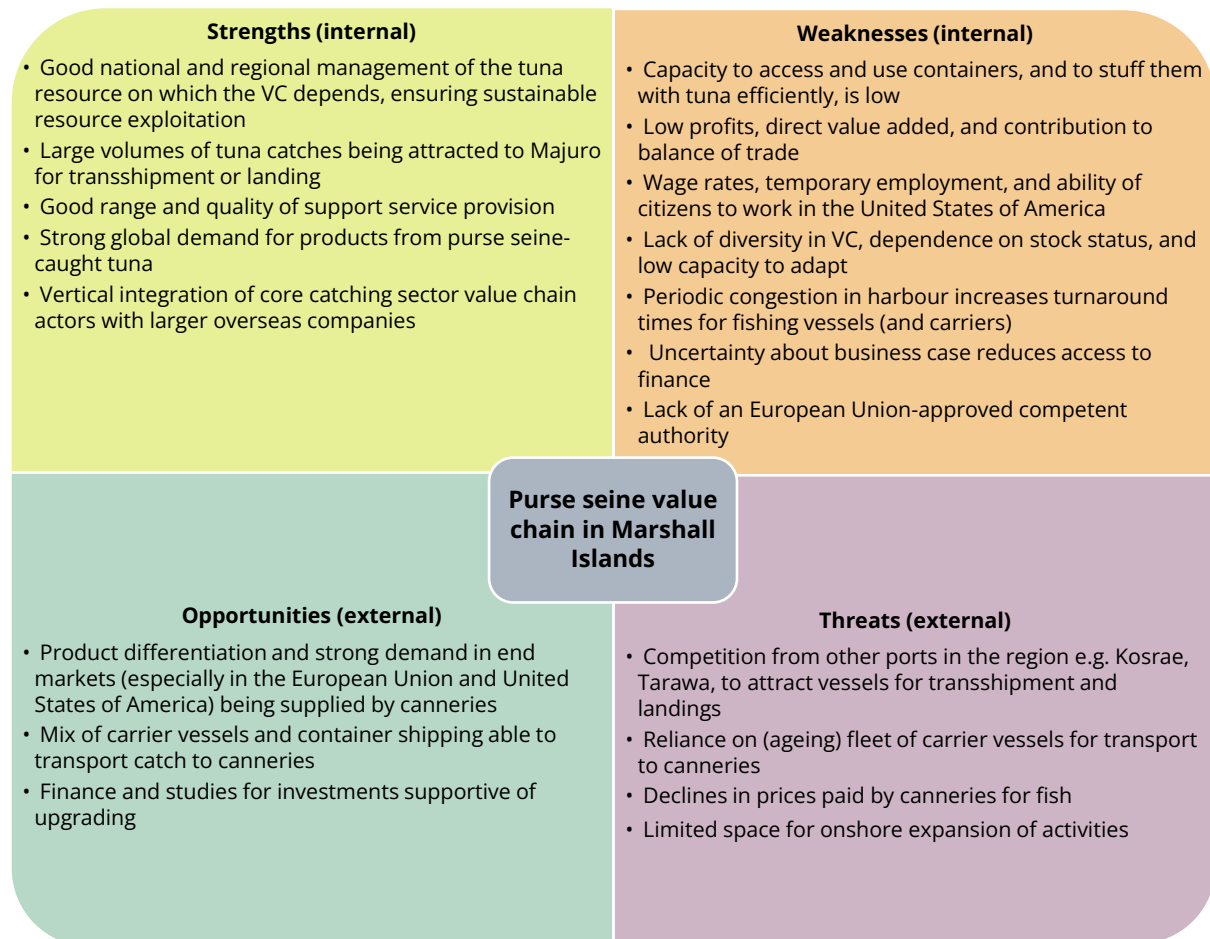 Strengths (internal)
• Good national and regional management of the tuna
resource on which the VC depends, ensuring sustainable
resource exploitation
• Large volumes of tuna catches being attracted to Majuro
for transshipment or landing
• Good range and quality of support service provision
• Strong global demand for products from purse seine-
caught tuna
• Vertical integration of core catching sector value chain
actors with larger overseas companies
Weaknesses (internal)
• Capacity to access and use containers, and to stuff them
with tuna efficiently, is low
• Low profits, direct value added, and contribution to
balance of trade
• Wage rates, temporary employment, and ability of
citizens to work in the United States of America
• Lack of diversity in VC, dependence on stock status, and
low capacity to adapt
• Periodic congestion in harbour increases turnaround
times for fishing vessels (and carriers)
• Uncertainty about business case reduces access to
finance
• Lack of an European Union-approved competent
authority
Purse seine value
chain in Marshall
Islands
Opportunities (external)
• Product differentiation and strong demand in end
markets (especially in the European Union and United
States of America) being supplied by canneries
• Mix of carrier vessels and container shipping able to
transport catch to canneries
• Finance and studies for investments supportive of
upgrading
Threats (external)
• Competition from other ports in the region e.g. Kosrae,
Tarawa, to attract vessels for transshipment and
landings
• Reliance on (ageing) fleet of carrier vessels for transport
to canneries
• Declines in prices paid by canneries for fish
• Limited space for onshore expansion of activities